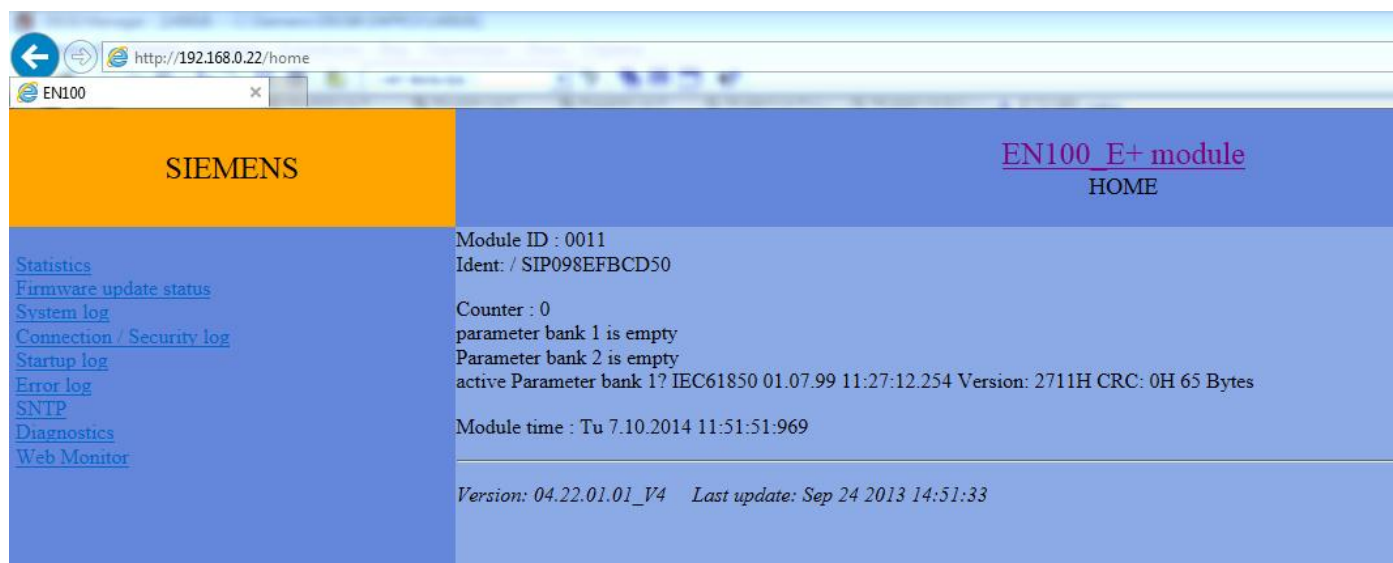 http://192.168.0.22/home
EN100
SIEMENS
EN100_E+ module
HOME
Statistics
Firmware update status
System log
Connection / Security log
Startup log
Error log
SNTP
Diagnostics
Web Monitor
Module ID : 0011
Ident: / SIP098EFBCD50
Counter : 0
parameter bank 1 is empty
Parameter bank 2 is empty
active Parameter bank 1? IEC61850 01.07.99 11:27:12.254 Version: 2711H CRC: 0H 65 Bytes
Module time : Tu 7.10.2014 11:51:51:969
Version: 04.22.01.01_V4 Last update: Sep 24 2013 14:51:33